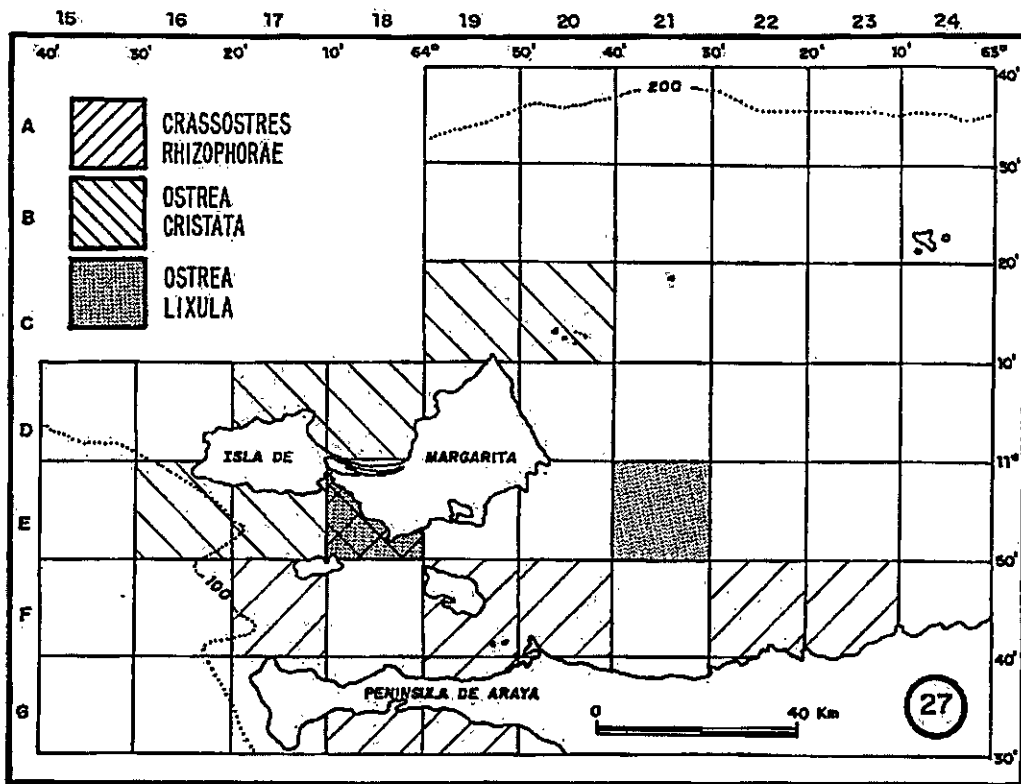 15 16 17 18 19 20 21 22 23 24
40' 30' 20' 10' 64° 50' 40' 30' 20' 10' 63°
40'
200
A
CRASSOSTRES
RHIZOPHORAE
30'
B
OSTREA
CRISTATA
20'
OSTREA
LIXULA
C
10'
D
ISLA DE MARGARITA
11°
E
50'
100
F
40'
PENINSULA DE ARAYA
G
0 40 Km
27
30'